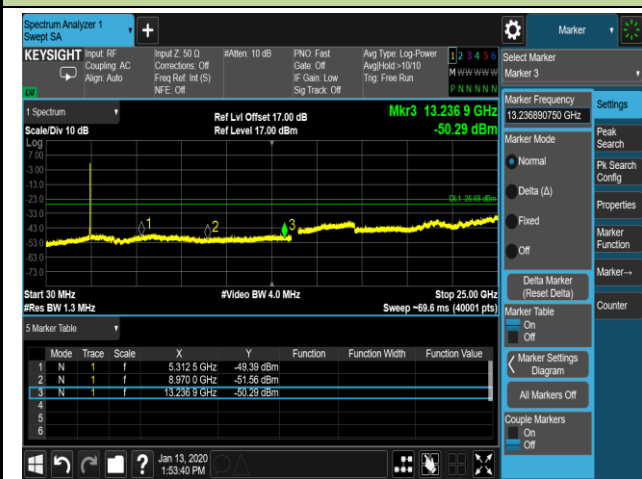 Spectrum Analyzer 1
Swept SA
Marker
KEYSIGHT
Input: RF
Coupling: AC
Align: Auto
Input Z: 50 Ω
Corrections: Off
Freq Ref: Int (S)
NFE: Off
#Atten: 10 dB
PNO: Fast
Gate: Off
IF Gain: Low
Sig Track: Off
Avg Type: Log-Power
Avg|Hold:>10/10
Trig: Free Run
1 2 3 4 5 6
M W W W W W
P N N N N N
LXI
Select Marker
Marker 3
1 Spectrum
Scale/Div 10 dB
Ref Lvl Offset 17.00 dB
Ref Level 17.00 dBm
Mkr3 13.236 9 GHz
-50.29 dBm
Log
7.00
-3.00
-13.0
-23.0
-33.0
-43.0
-53.0
-63.0
-73.0
1
2
3
Start 30 MHz
#Res BW 1.3 MHz
#Video BW 4.0 MHz
Stop 25.00 GHz
Sweep ~69.6 ms (40001 pts)
5 Marker Table
Mode Trace Scale X Y Function Function Width Function Value
1 N 1 f 5.312 5 GHz -49.39 dBm
2 N 1 f 8.970 0 GHz -51.56 dBm
3 N 1 f 13.236 9 GHz -50.29 dBm
4
5
6
Jan 13, 2020
1:53:40 PM
Marker Frequency
13.236890750 GHz
Marker Mode
Normal
Delta (Δ)
Fixed
Off
Delta Marker
(Reset Delta)
Marker Table
On
Off
Marker Settings
Diagram
All Markers Off
Couple Markers
On
Off
Settings
Peak
Search
Pk Search
Config
Properties
Marker
Function
Marker→
Counter